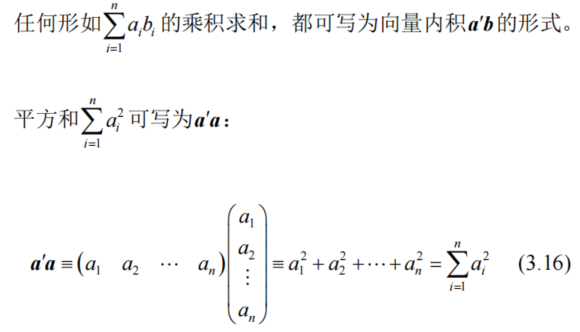 任何形如$\sum_{i=1}^{n} a_i b_i$的乘积求和，都可写为向量内积$\boldsymbol{a'b}$的形式。
平方和$\sum_{i=1}^{n} a_i^2$可写为$\boldsymbol{a'a}$：
$\boldsymbol{a'a} \equiv \begin{pmatrix} a_1 & a_2 & \cdots & a_n \end{pmatrix} \begin{pmatrix} a_1 \\ a_2 \\ \vdots \\ a_n \end{pmatrix} \equiv a_1^2 + a_2^2 + \cdots + a_n^2 = \sum_{i=1}^{n} a_i^2 \quad (3.16)$